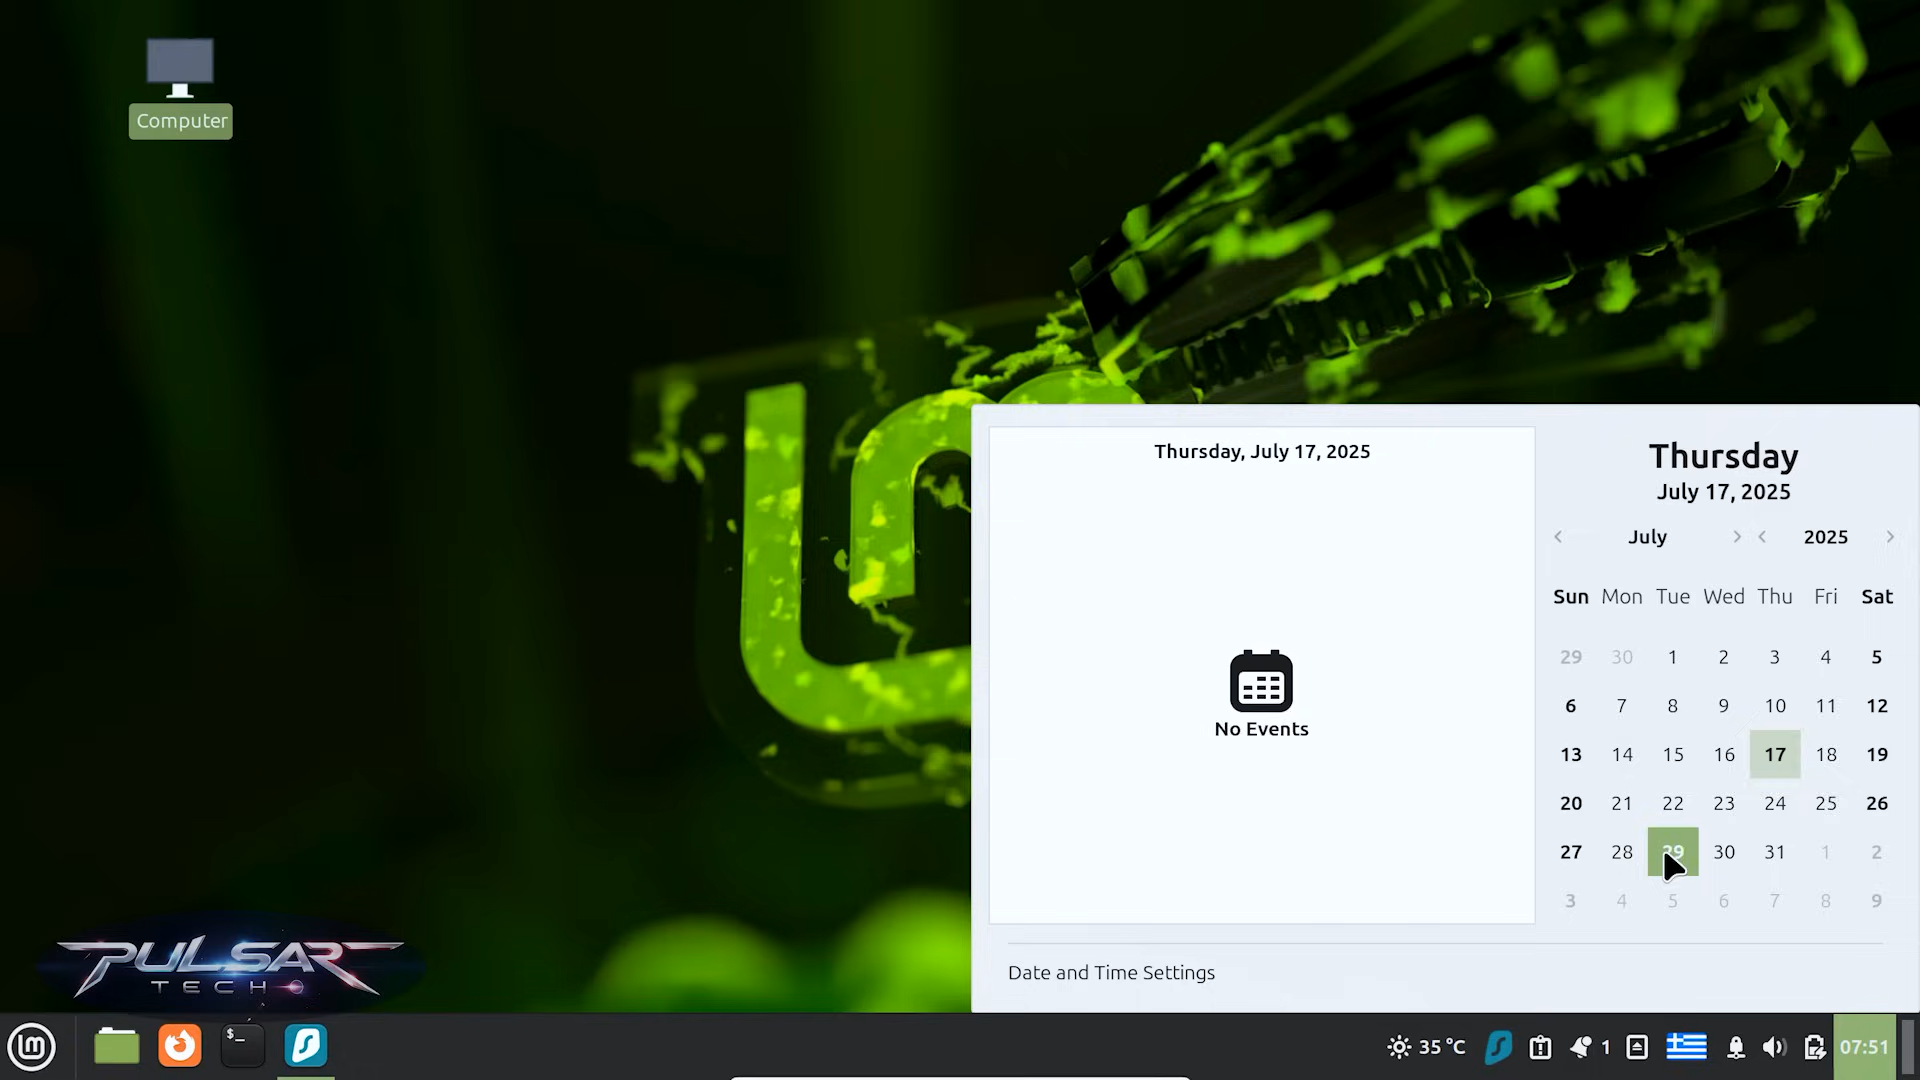 Computer
Thursday, July 17, 2025
No Events
Thursday
July 17, 2025
July 2025
Sun Mon Tue Wed Thu Fri Sat
29 30 1 2 3 4 5
6 7 8 9 10 11 12
13 14 15 16 17 18 19
20 21 22 23 24 25 26
27 28 29 30 31 1 2
3 4 5 6 7 8 9
Date and Time Settings
PULSAR
TECH
lm
$_
35 °C
1
07:51